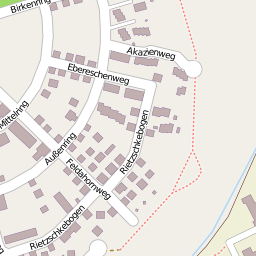 Birkenring
Akazienweg
Ebereschenweg
Mittelring
Außenring
Rietzschkebogen
Feldahornweg
Rietzschkebogen